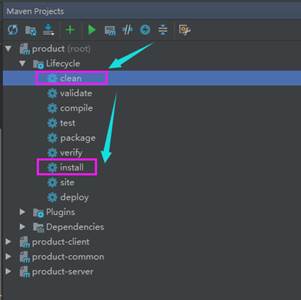 Maven Projects
product (root)
Lifecycle
clean
validate
compile
test
package
verify
install
site
deploy
Plugins
Dependencies
product-client
product-common
product-server